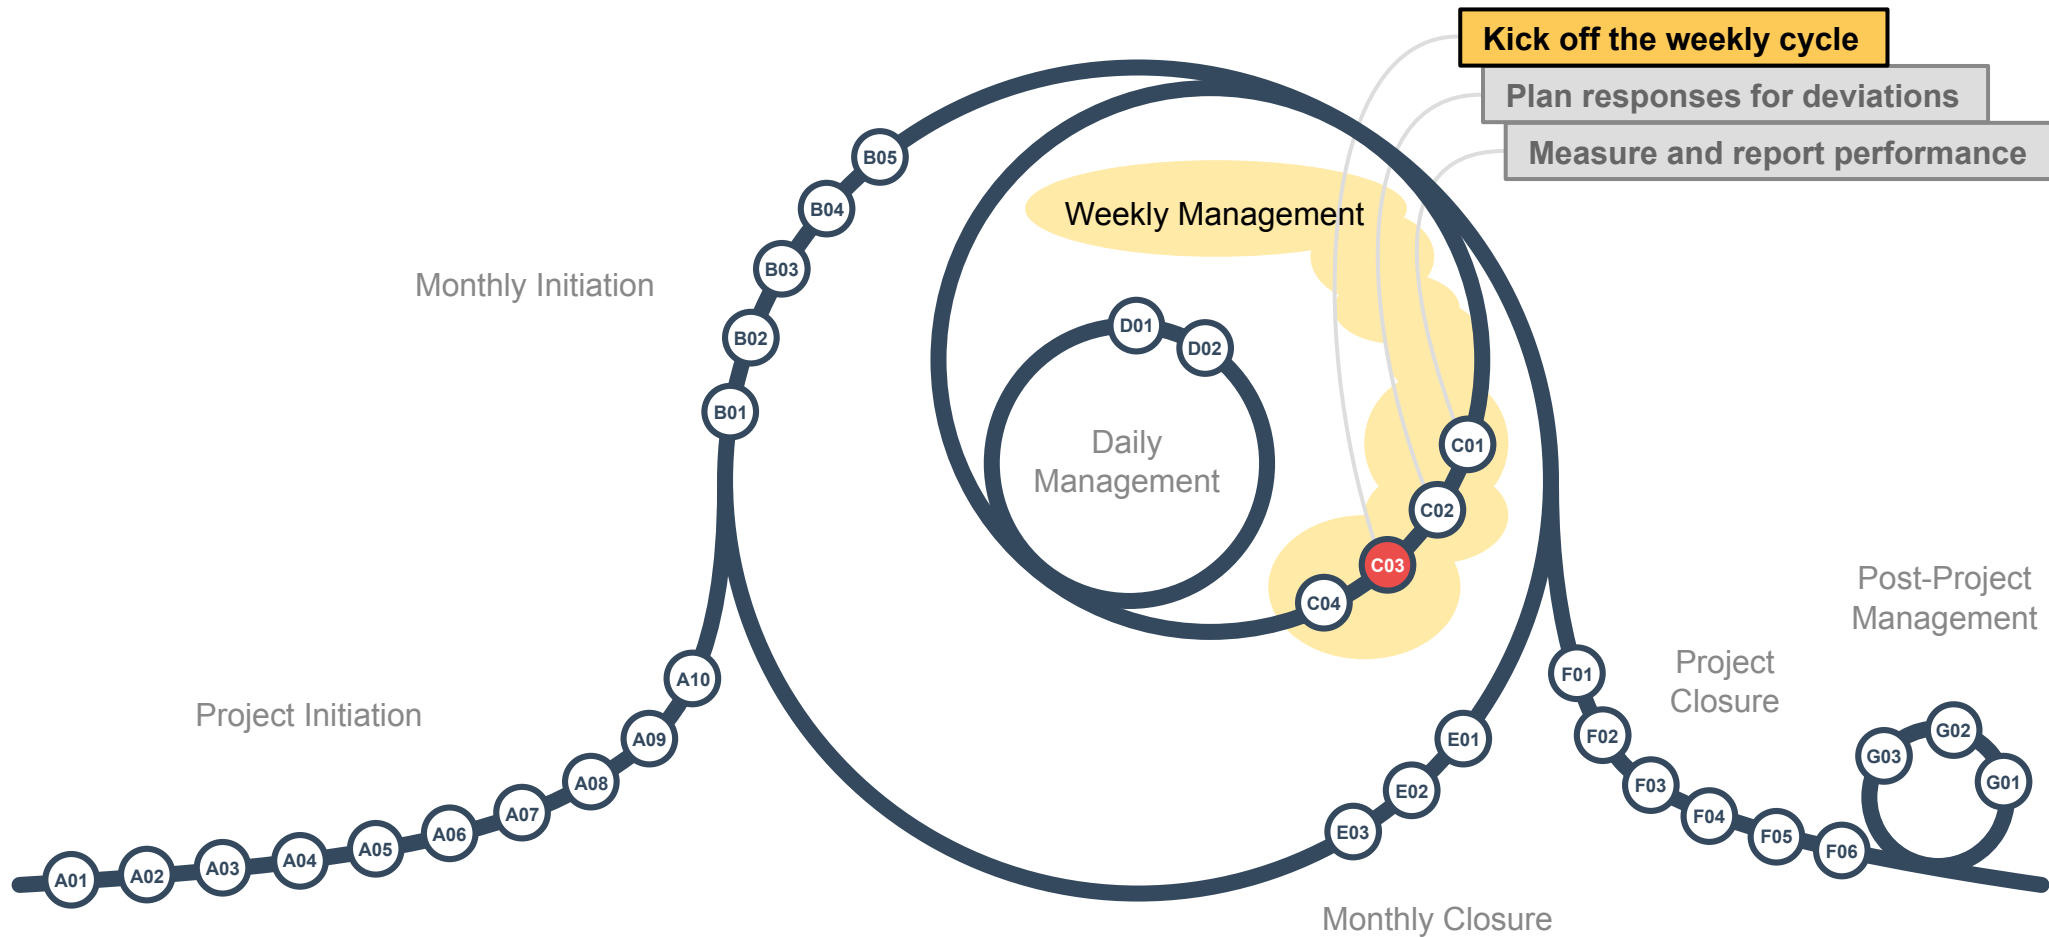 Kick off the weekly cycle
Plan responses for deviations
Measure and report performance
B05
B04
B03
B02
B01
Monthly Initiation
Weekly Management
D01
D02
Daily
Management
C01
C02
C03
C04
Project Initiation
A10
A09
A08
A07
A06
A05
A04
A03
A02
A01
E01
E02
E03
Monthly Closure
F01
F02
F03
F04
F05
F06
Project
Closure
Post-Project
Management
G03
G02
G01